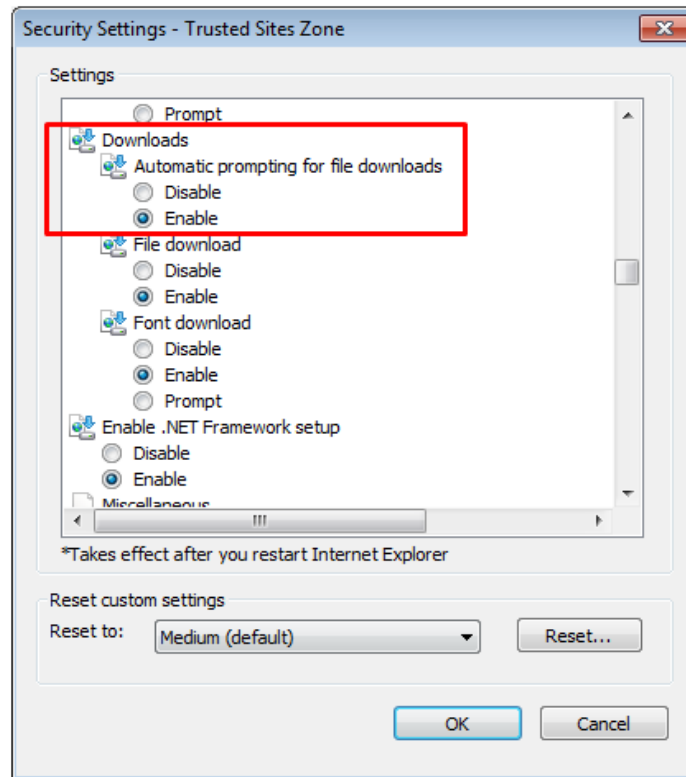 Security Settings - Trusted Sites Zone
Settings
Prompt
Downloads
Automatic prompting for file downloads
Disable
Enable
File download
Disable
Enable
Font download
Disable
Enable
Prompt
Enable .NET Framework setup
Disable
Enable
Miscellaneous
*Takes effect after you restart Internet Explorer
Reset custom settings
Reset to:
Medium (default)
Reset...
OK
Cancel